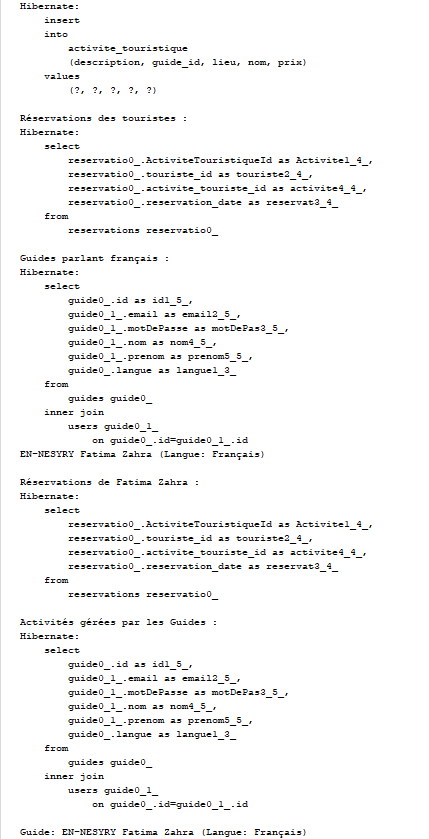 Hibernate:
insert
into
activite_touristique
(description, guide_id, lieu, nom, prix)
values
(?, ?, ?, ?, ?)
Réservations des touristes :
Hibernate:
select
reservatio0_.ActiviteTouristiqueId as Activite1_4_,
reservatio0_.touriste_id as touriste2_4_,
reservatio0_.activite_touriste_id as activite4_4_,
reservatio0_.reservation_date as reservat3_4_
from
reservations reservatio0_
Guides parlant français :
Hibernate:
select
guide0_.id as id1_5_,
guide0_1_.email as email2_5_,
guide0_1_.motDePasse as motDePas3_5_,
guide0_1_.nom as nom4_5_,
guide0_1_.prenom as prenom5_5_,
guide0_.langue as langue1_3_
from
guides guide0_
inner join
users guide0_1_
on guide0_.id=guide0_1_.id
EN-NESYRY Fatima Zahra (Langue: Français)
Réservations de Fatima Zahra :
Hibernate:
select
reservatio0_.ActiviteTouristiqueId as Activite1_4_,
reservatio0_.touriste_id as touriste2_4_,
reservatio0_.activite_touriste_id as activite4_4_,
reservatio0_.reservation_date as reservat3_4_
from
reservations reservatio0_
Activités gérées par les Guides :
Hibernate:
select
guide0_.id as id1_5_,
guide0_1_.email as email2_5_,
guide0_1_.motDePasse as motDePas3_5_,
guide0_1_.nom as nom4_5_,
guide0_1_.prenom as prenom5_5_,
guide0_.langue as langue1_3_
from
guides guide0_
inner join
users guide0_1_
on guide0_.id=guide0_1_.id
Guide: EN-NESYRY Fatima Zahra (Langue: Français)